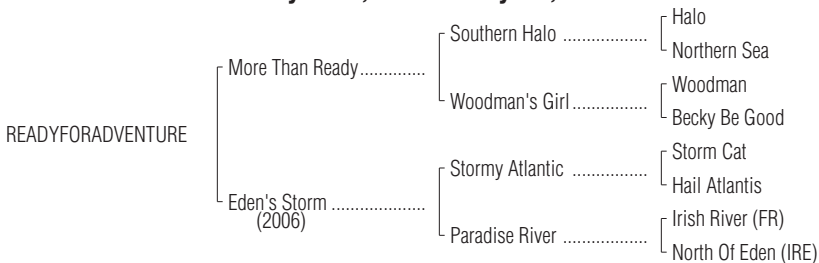 READYFORADVENTURE
More Than Ready..............
Eden's Storm .....................
(2006)
Southern Halo ...................
Woodman's Girl.................
Stormy Atlantic .................
Paradise River ...................
Halo
Northern Sea
Woodman
Becky Be Good
Storm Cat
Hail Atlantis
Irish River (FR)
North Of Eden (IRE)